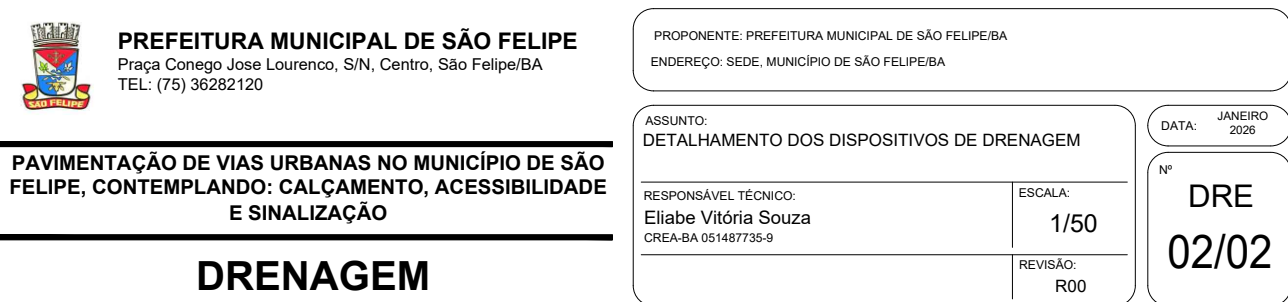 SÃO FELIPE
PREFEITURA MUNICIPAL DE SÃO FELIPE
Praça Conego Jose Lourenco, S/N, Centro, São Felipe/BA
TEL: (75) 36282120
PAVIMENTAÇÃO DE VIAS URBANAS NO MUNICÍPIO DE SÃO
FELIPE, CONTEMPLANDO: CALÇAMENTO, ACESSIBILIDADE
E SINALIZAÇÃO
DRENAGEM
PROPONENTE: PREFEITURA MUNICIPAL DE SÃO FELIPE/BA
ENDEREÇO: SEDE, MUNICÍPIO DE SÃO FELIPE/BA
ASSUNTO:
DETALHAMENTO DOS DISPOSITIVOS DE DRENAGEM
RESPONSÁVEL TÉCNICO:
Eliabe Vitória Souza
CREA-BA 051487735-9
ESCALA:
1/50
REVISÃO:
R00
DATA: JANEIRO
2026
Nº
DRE
02/02